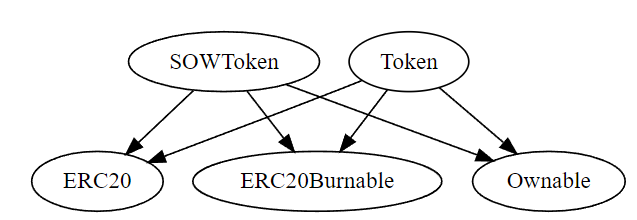 SOWToken
Token
ERC20
ERC20Burnable
Ownable